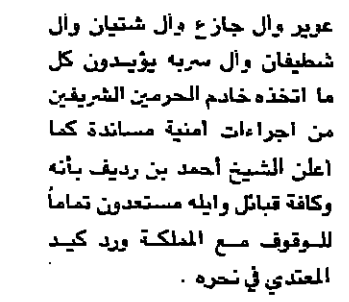 عوير وآل جازع وآل شتيان وآل
شطيفان وآل سربه يؤيدون كل
ما اتخذه خادم الحرمين الشريفين
من اجراءات أمنية مساندة كما
اعلن الشيخ أحمد بن رديف بأنه
وكافة قبائل وايله مستعدون تماماً
للوقوف مع المملكة ورد كيد
المعتدي في نحره .